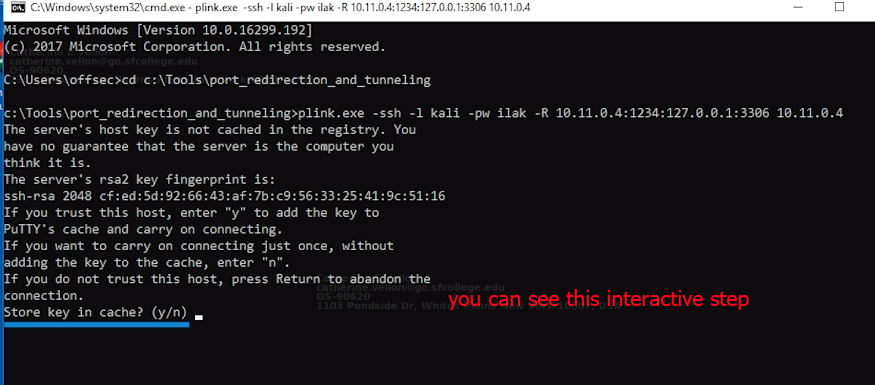 C:\Windows\system32\cmd.exe - plink.exe -ssh -l kali -pw ilak -R 10.11.0.4:1234:127.0.0.1:3306 10.11.0.4
Microsoft Windows [Version 10.0.16299.192]
(c) 2017 Microsoft Corporation. All rights reserved.
catherine.vellon@go.sfcollege.edu
OS-90620
C:\Users\offsec>cd c:\Tools\port_redirection_and_tunneling
c:\Tools\port_redirection_and_tunneling>plink.exe -ssh -l kali -pw ilak -R 10.11.0.4:1234:127.0.0.1:3306 10.11.0.4
The server's host key is not cached in the registry. You
have no guarantee that the server is the computer you
think it is.
The server's rsa2 key fingerprint is:
ssh-rsa 2048 cf:ed:5d:92:66:43:af:7b:c9:56:33:25:41:9c:51:16
If you trust this host, enter "y" to add the key to
PuTTY's cache and carry on connecting.
If you want to carry on connecting just once, without
adding the key to the cache, enter "n".
If you do not trust this host, press Return to abandon the
catherine.vellon@go.sfcollege.edu
connection.
OS-90620
you can see this interactive step
1103 Pondside Dr,
Store key in cache? (y/n)